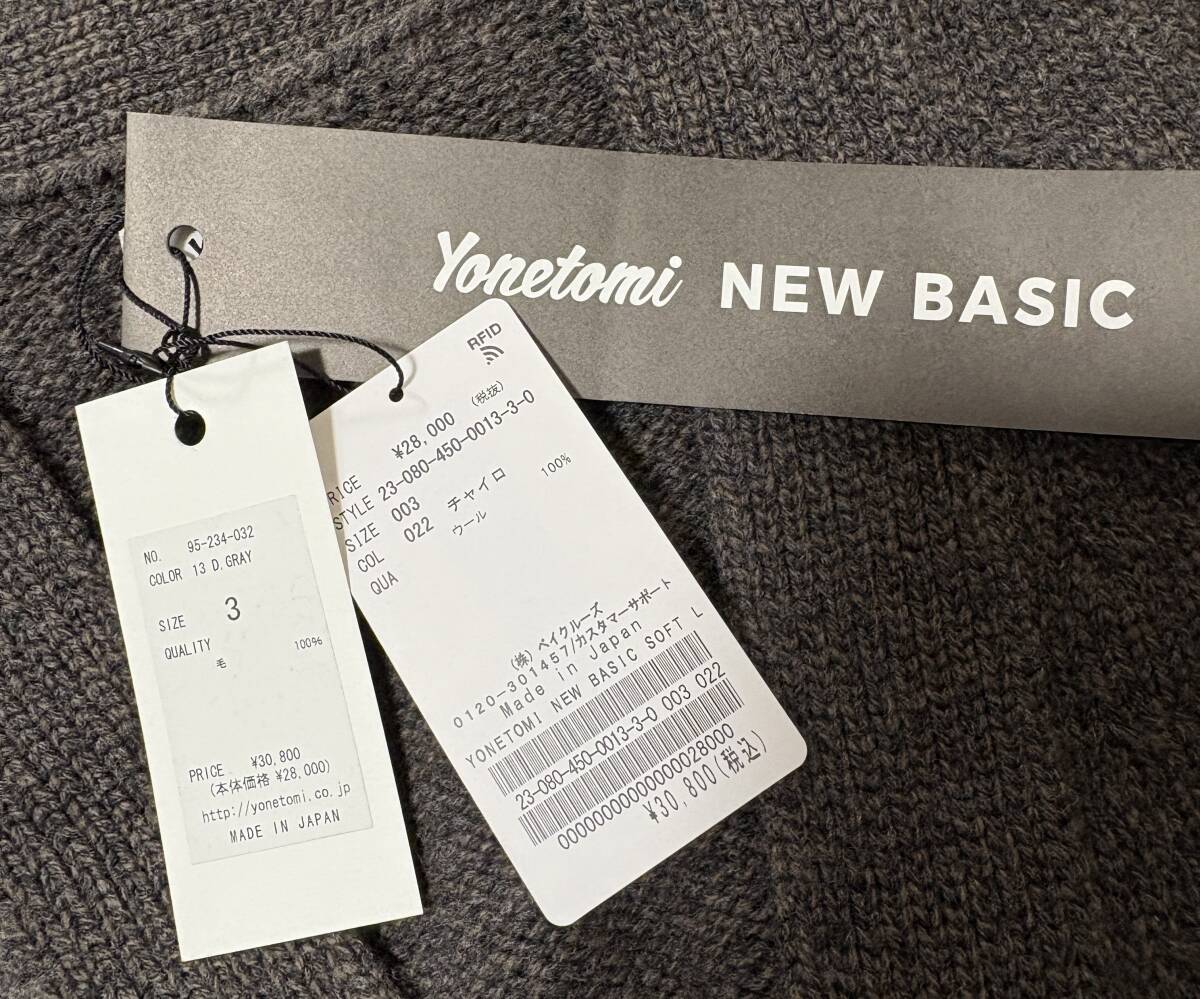 Yonetomi NEW BASIC
NO. 95-234-032
COLOR 13 D.GRAY
SIZE 3
QUALITY
毛 100%
PRICE ¥30,800
(本体価格 ¥28,000)
http://yonetomi.co.jp
MADE IN JAPAN
RFID
RICE ¥28,000 (税抜)
STYLE 23-080-450-0013-3-0
SIZE 003
COL 022 チャイロ
QUA ウール 100%
(株) ベイクルーズ
0120-301457/カスタマーサポート
Made in Japan
YONETOMI NEW BASIC SOFT L
23-080-450-0013-3-0 003 022
¥30,800(税込)